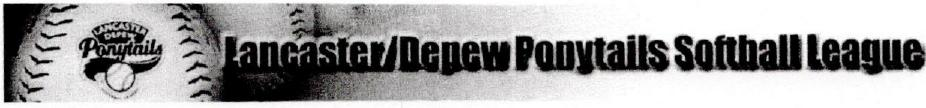 LANCASTER
DEPEW
Ponytails
Lancaster/Depew Ponytails Softball League